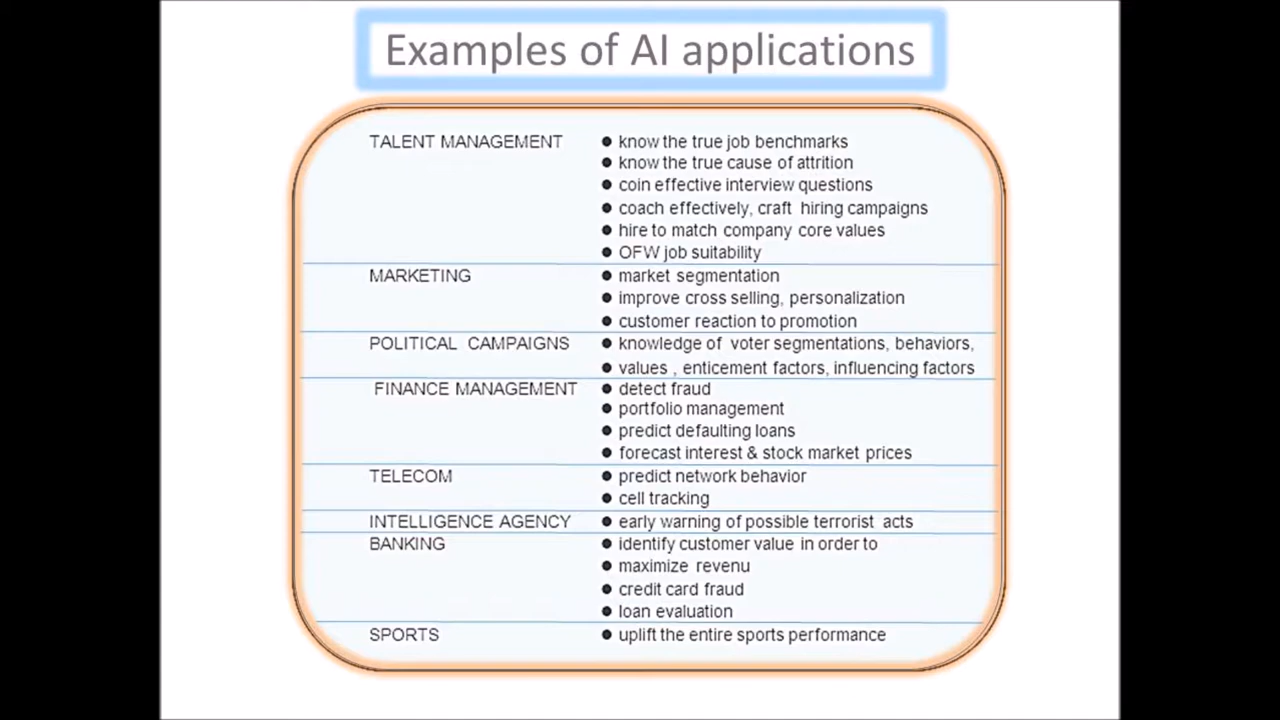 Examples of AI applications
TALENT MANAGEMENT ● know the true job benchmarks
● know the true cause of attrition
● coin effective interview questions
● coach effectively, craft hiring campaigns
● hire to match company core values
● OFW job suitability
MARKETING ● market segmentation
● improve cross selling, personalization
● customer reaction to promotion
POLITICAL CAMPAIGNS ● knowledge of voter segmentations, behaviors,
● values , enticement factors, influencing factors
FINANCE MANAGEMENT ● detect fraud
● portfolio management
● predict defaulting loans
● forecast interest & stock market prices
TELECOM ● predict network behavior
● cell tracking
INTELLIGENCE AGENCY ● early warning of possible terrorist acts
BANKING ● identify customer value in order to
● maximize revenu
● credit card fraud
● loan evaluation
SPORTS ● uplift the entire sports performance